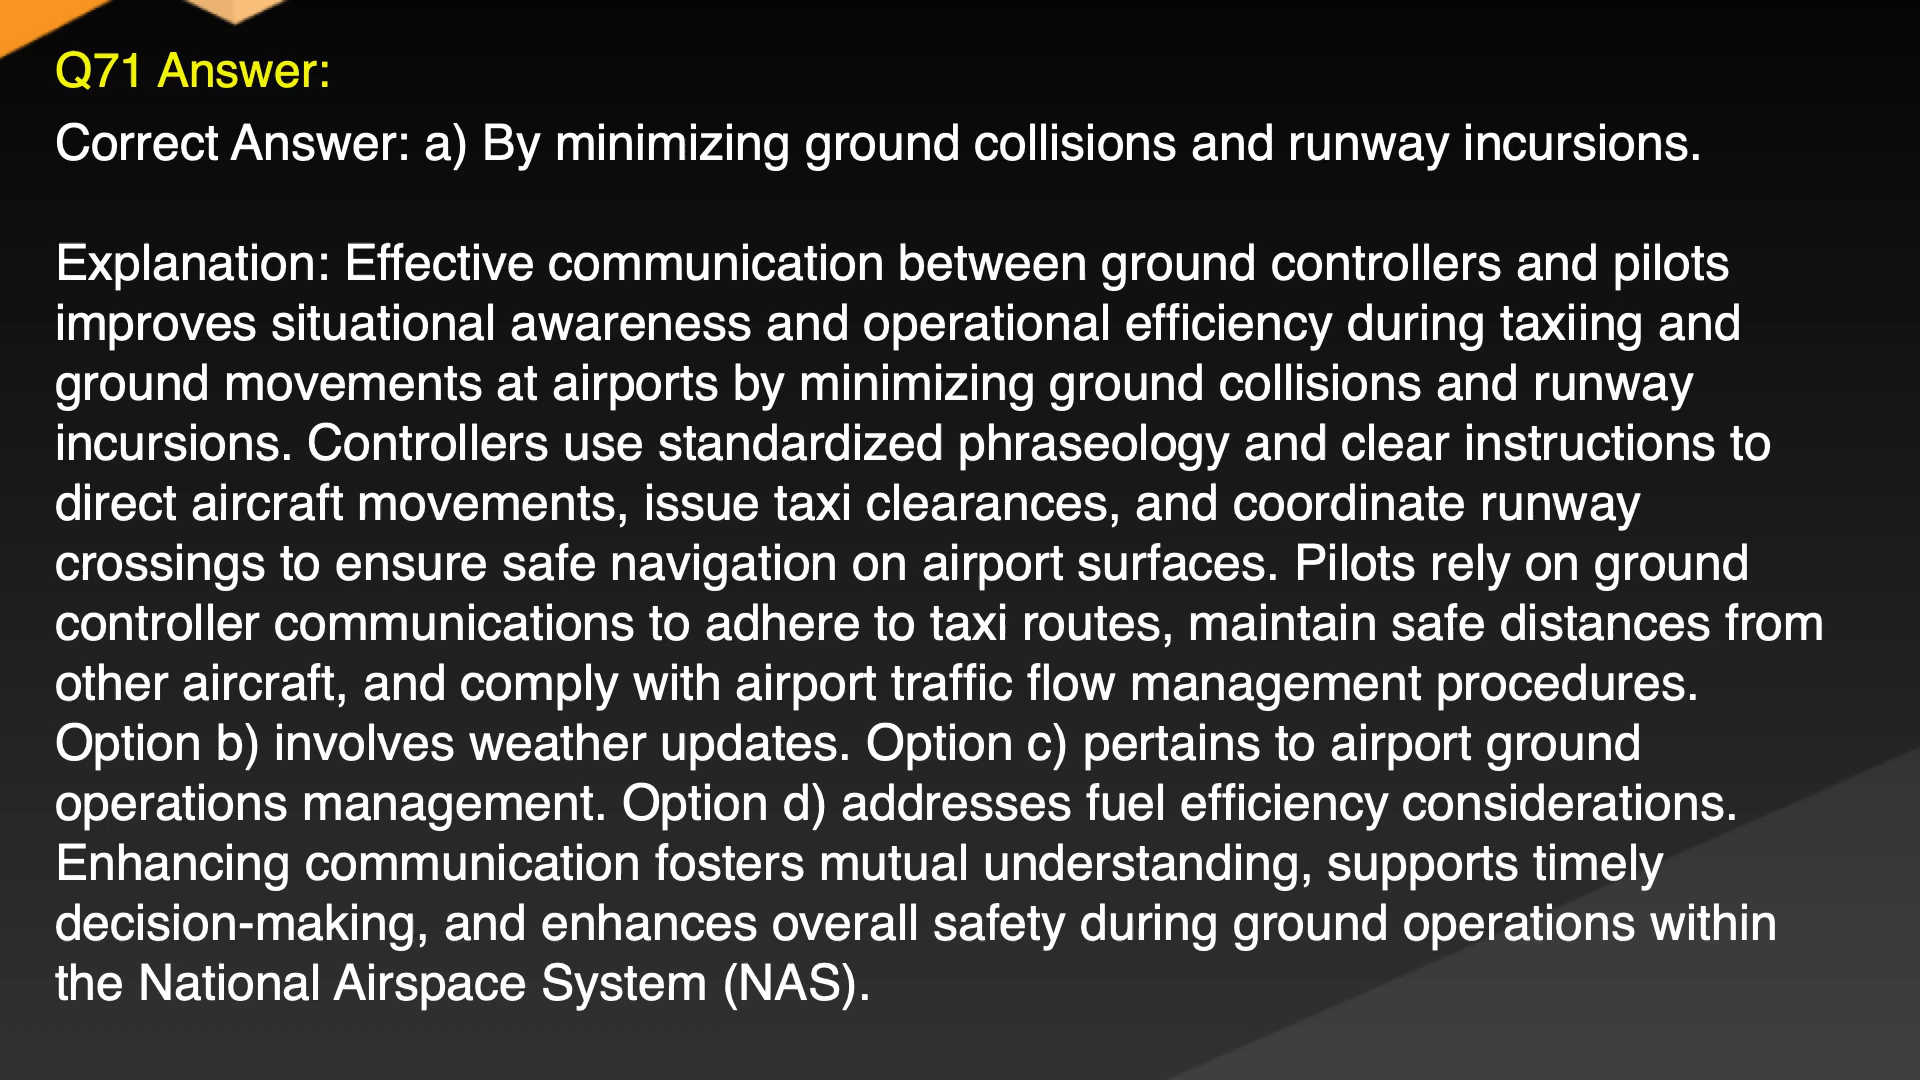 Q71 Answer:
Correct Answer: a) By minimizing ground collisions and runway incursions.
Explanation: Effective communication between ground controllers and pilots
improves situational awareness and operational efficiency during taxiing and
ground movements at airports by minimizing ground collisions and runway
incursions. Controllers use standardized phraseology and clear instructions to
direct aircraft movements, issue taxi clearances, and coordinate runway
crossings to ensure safe navigation on airport surfaces. Pilots rely on ground
controller communications to adhere to taxi routes, maintain safe distances from
other aircraft, and comply with airport traffic flow management procedures.
Option b) involves weather updates. Option c) pertains to airport ground
operations management. Option d) addresses fuel efficiency considerations.
Enhancing communication fosters mutual understanding, supports timely
decision-making, and enhances overall safety during ground operations within
the National Airspace System (NAS).